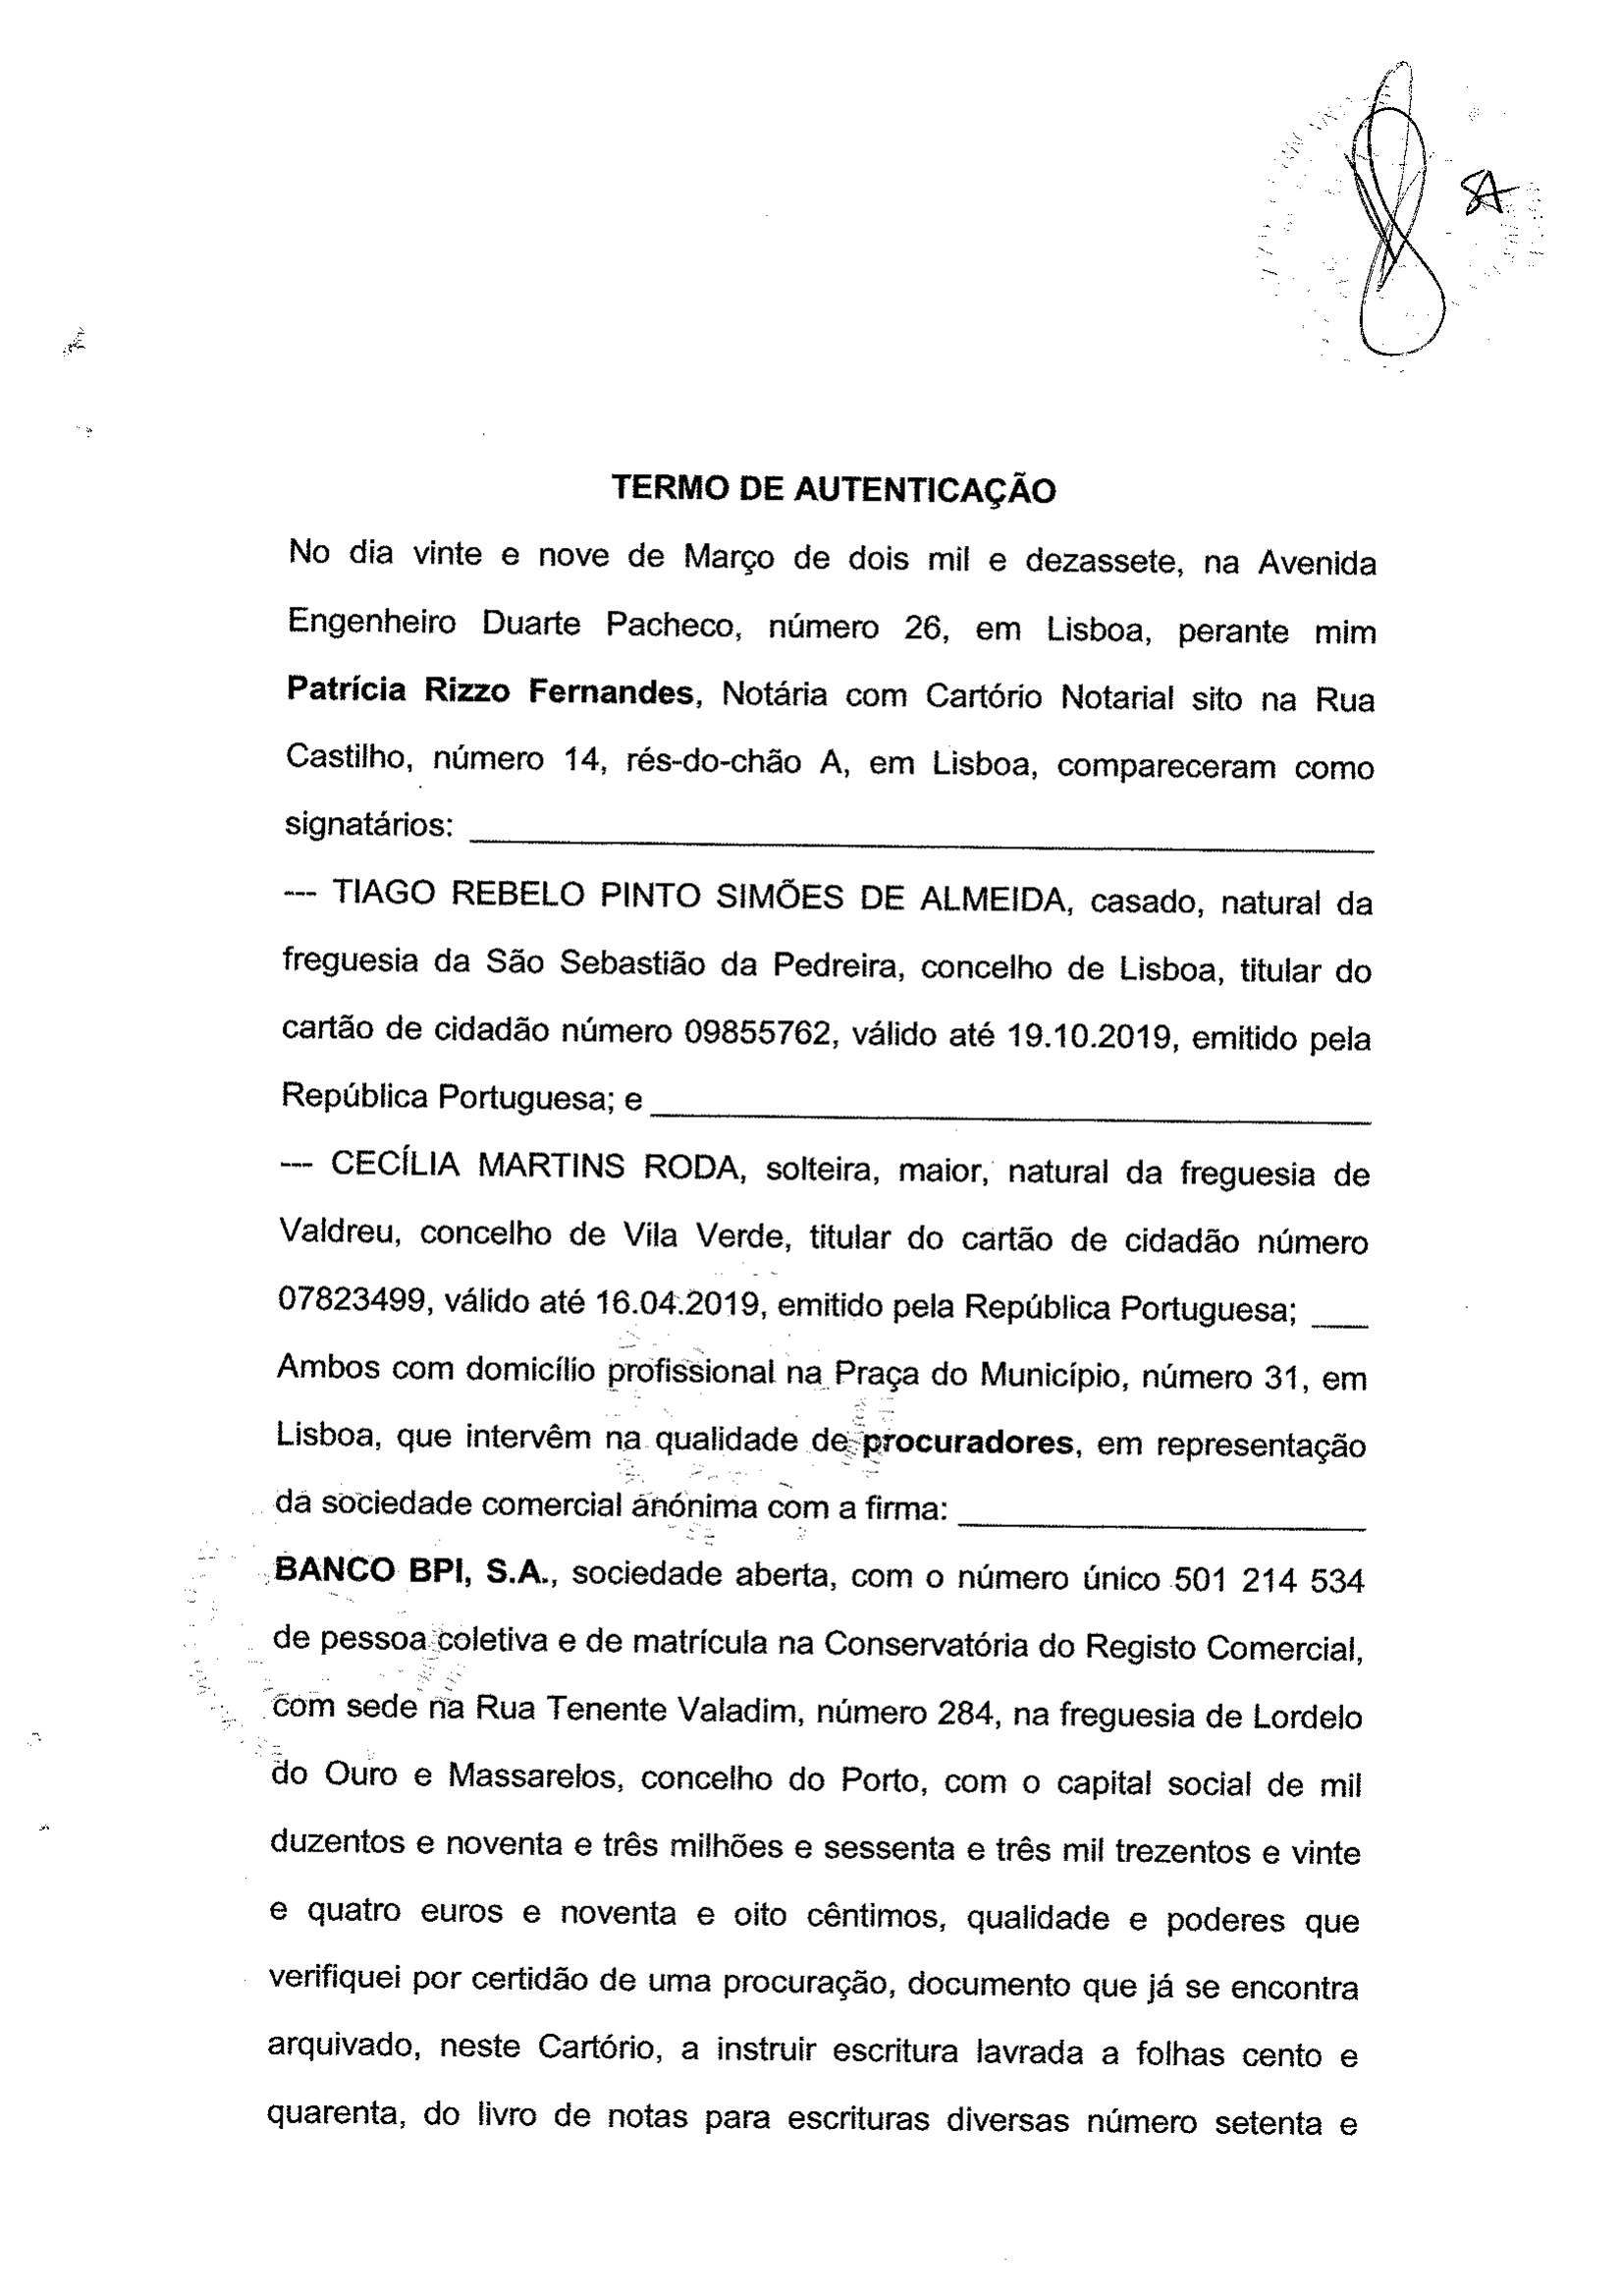 TERMO DE AUTENTICAÇÃO
No dia vinte e nove de Março de dois mil e dezassete, na Avenida
Engenheiro Duarte Pacheco, número 26, em Lisboa, perante mim
Patrícia Rizzo Fernandes, Notária com Cartório Notarial sito na Rua
Castilho, número 14, rés-do-chão A, em Lisboa, compareceram como
signatários:
--- TIAGO REBELO PINTO SIMÕES DE ALMEIDA, casado, natural da
freguesia da São Sebastião da Pedreira, concelho de Lisboa, titular do
cartão de cidadão número 09855762, válido até 19.10.2019, emitido pela
República Portuguesa; e
--- CECÍLIA MARTINS RODA, solteira, maior, natural da freguesia de
Valdreu, concelho de Vila Verde, titular do cartão de cidadão número
07823499, válido até 16.04.2019, emitido pela República Portuguesa;
Ambos com domicílio profissional na Praça do Município, número 31, em
Lisboa, que intervêm na qualidade de procuradores, em representação
da sociedade comercial anónima com a firma:
BANCO BPI, S.A., sociedade aberta, com o número único 501 214 534
de pessoa coletiva e de matrícula na Conservatória do Registo Comercial,
com sede na Rua Tenente Valadim, número 284, na freguesia de Lordelo
do Ouro e Massarelos, concelho do Porto, com o capital social de mil
duzentos e noventa e três milhões e sessenta e três mil trezentos e vinte
e quatro euros e noventa e oito cêntimos, qualidade e poderes que
verifiquei por certidão de uma procuração, documento que já se encontra
arquivado, neste Cartório, a instruir escritura lavrada a folhas cento e
quarenta, do livro de notas para escrituras diversas número setenta e